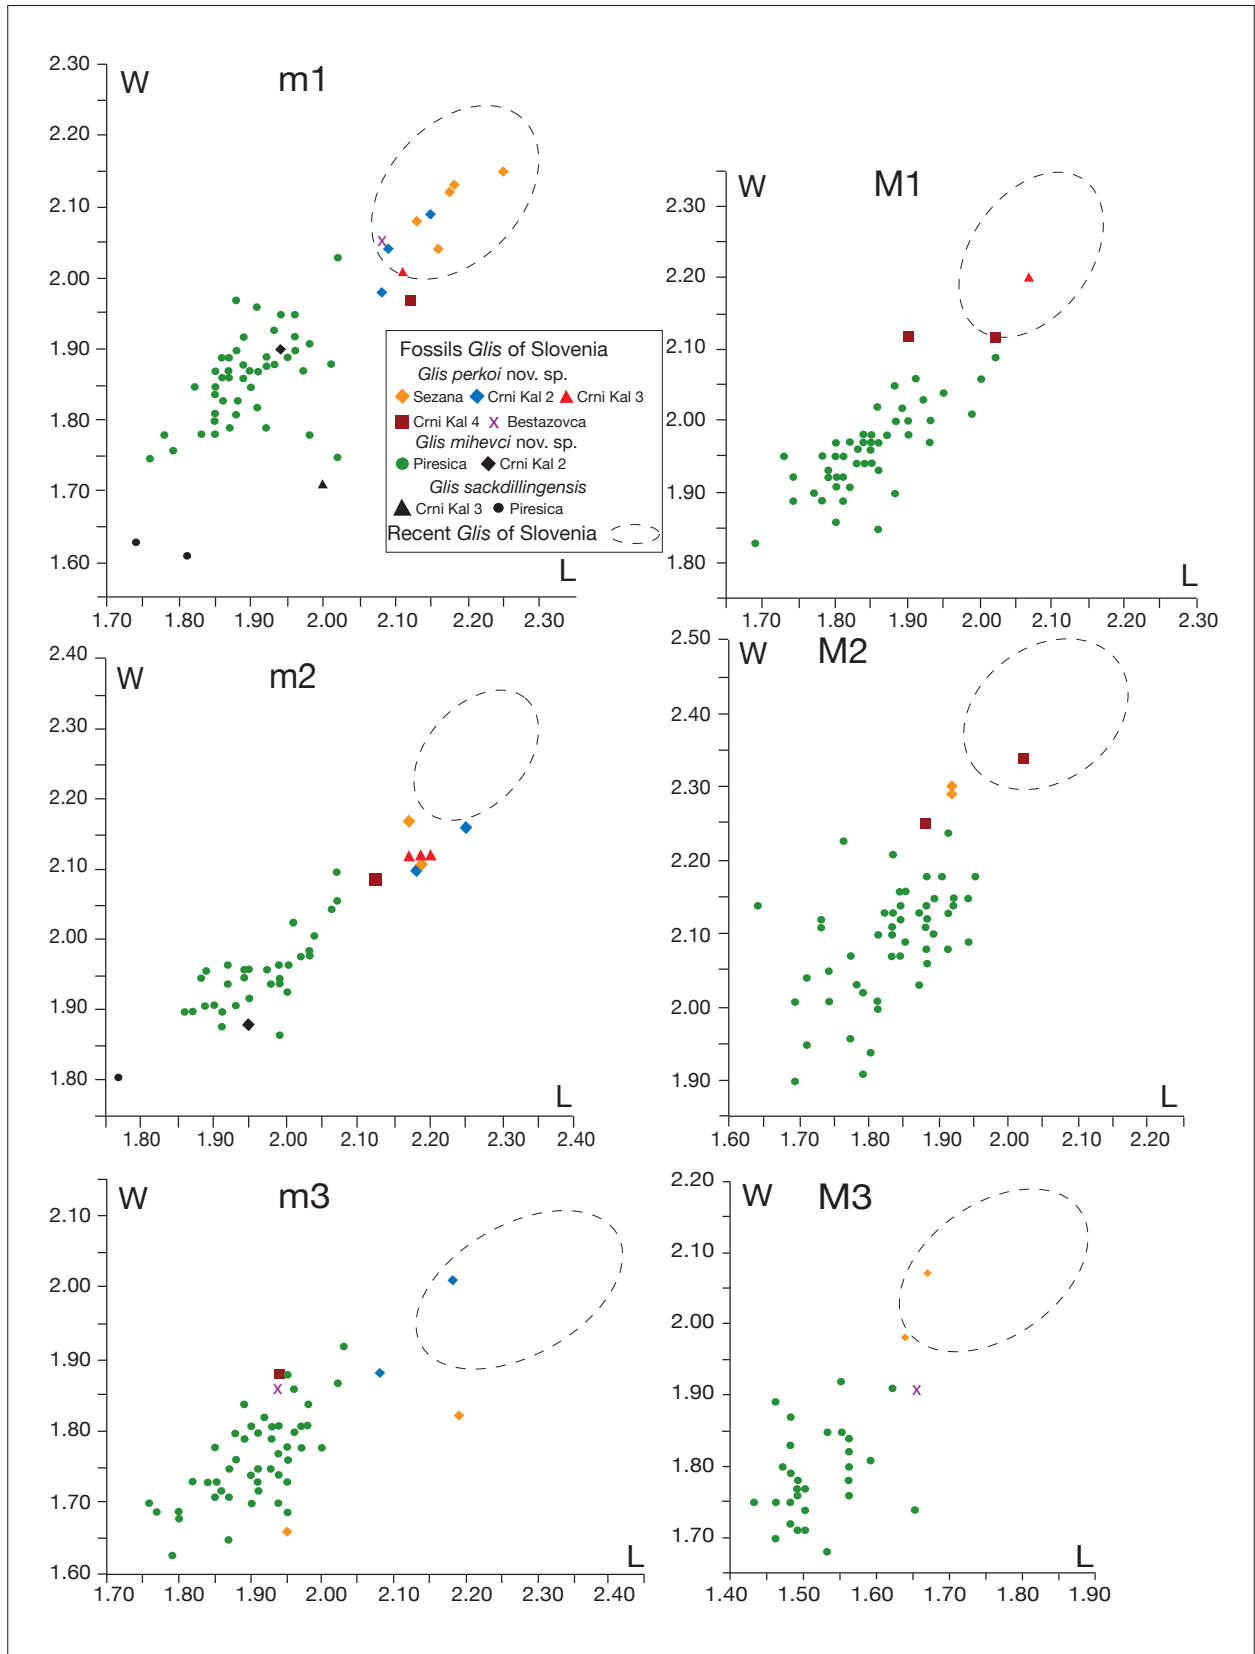 m1
W
2.30
2.20
2.10
2.00
1.90
1.80
1.70
1.60
L
1.70 1.80 1.90 2.00 2.10 2.20 2.30
Fossils Glis of Slovenia
Glis perkoi nov. sp.
Sezana Crni Kal 2 Crni Kal 3
Crni Kal 4 x Bestazovca
Glis mihevci nov. sp.
Piresica Crni Kal 2
Glis sackdillingensis
Crni Kal 3 Piresica
Recent Glis of Slovenia
x
M1
W
2.30
2.20
2.10
2.00
1.90
1.80
L
1.70 1.80 1.90 2.00 2.10 2.20 2.30
m2
W
2.40
2.30
2.20
2.10
2.00
1.90
1.80
L
1.80 1.90 2.00 2.10 2.20 2.30 2.40
M2
W
2.50
2.40
2.30
2.20
2.10
2.00
1.90
L
1.60 1.70 1.80 1.90 2.00 2.10 2.20
m3
W
2.10
2.00
1.90
1.80
1.70
1.60
x
L
1.70 1.80 1.90 2.00 2.10 2.20 2.30 2.40
M3
W
2.20
2.10
2.00
1.90
1.80
1.70
x
L
1.40 1.50 1.60 1.70 1.80 1.90